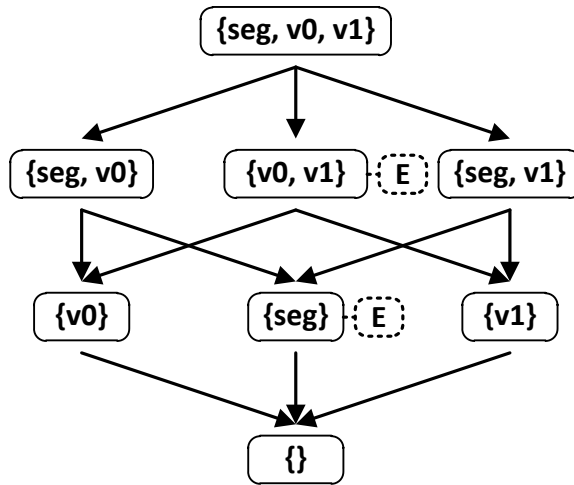 {seg, v0, v1}
{seg, v0} {v0, v1} E {seg, v1}
{v0} {seg} E {v1}
{}